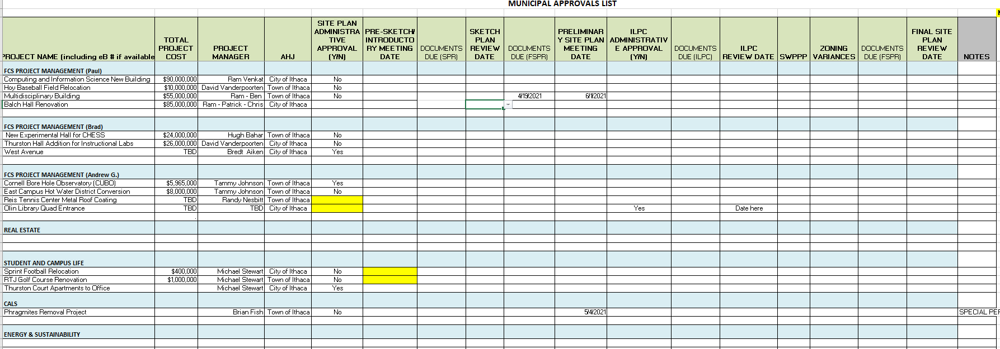 MUNICIPAL APPROVALS LIST
PROJECT NAME (including eB # if available
TOTAL PROJECT COST
PROJECT MANAGER
AHJ
SITE PLAN ADMINISTRATIVE APPROVAL (Y/N)
PRE-SKETCH/ INTRODUCTORY MEETING DATE
DOCUMENTS DUE (SPR)
SKETCH PLAN REVIEW DATE
DOCUMENTS DUE (FSPR)
PRELIMINARY SITE PLAN MEETING DATE
ILPC ADMINISTRATIVE APPROVAL (Y/N)
DOCUMENTS DUE (ILPC)
ILPC REVIEW DATE
SWPPP
ZONING VARIANCES
DOCUMENTS DUE (FSPR)
FINAL SITE PLAN REVIEW DATE
NOTES
FCS PROJECT MANAGEMENT (Paul)
Computing and Information Science New Building $90,000,000 Ram Venkat City of Ithaca No
Hoy Baseball Field Relocation $10,000,000 David Vanderpoorten Town of Ithaca No
Multidisciplinary Building $55,000,000 Ram - Ben Town of Ithaca No 4/19/2021 6/1/2021
Balch Hall Renovation $85,000,000 Ram - Patrick - Chris City of Ithaca
FCS PROJECT MANAGEMENT (Brad)
New Experimental Hall for CHESS $24,000,000 Hugh Bahar Town of Ithaca No
Thurston Hall Addition for Instructional Labs $26,000,000 David Vanderpoorten City of Ithaca No
West Avenue TBD Bredt Aiken City of Ithaca Yes
FCS PROJECT MANAGEMENT (Andrew G.)
Cornell Bore Hole Observatory (CUBO) $5,965,000 Tammy Johnson Town of Ithaca Yes
East Campus Hot Water District Conversion $8,000,000 Tammy Johnson Town of Ithaca No
Reis Tennis Center Metal Roof Coating TBD Randy Nesbitt Town of Ithaca
Olin Library Quad Entrance TBD TBD City of Ithaca Yes Date here
REAL ESTATE
STUDENT AND CAMPUS LIFE
Sprint Football Relocation $400,000 Michael Stewart City of Ithaca No
RTJ Golf Course Renovation $1,000,000 Michael Stewart Town of Ithaca No
Thurston Court Apartments to Office Michael Stewart City of Ithaca Yes
CALS
Phragmites Removal Project Brian Fish Town of Ithaca No 5/4/2021 SPECIAL PER
ENERGY & SUSTAINABILITY